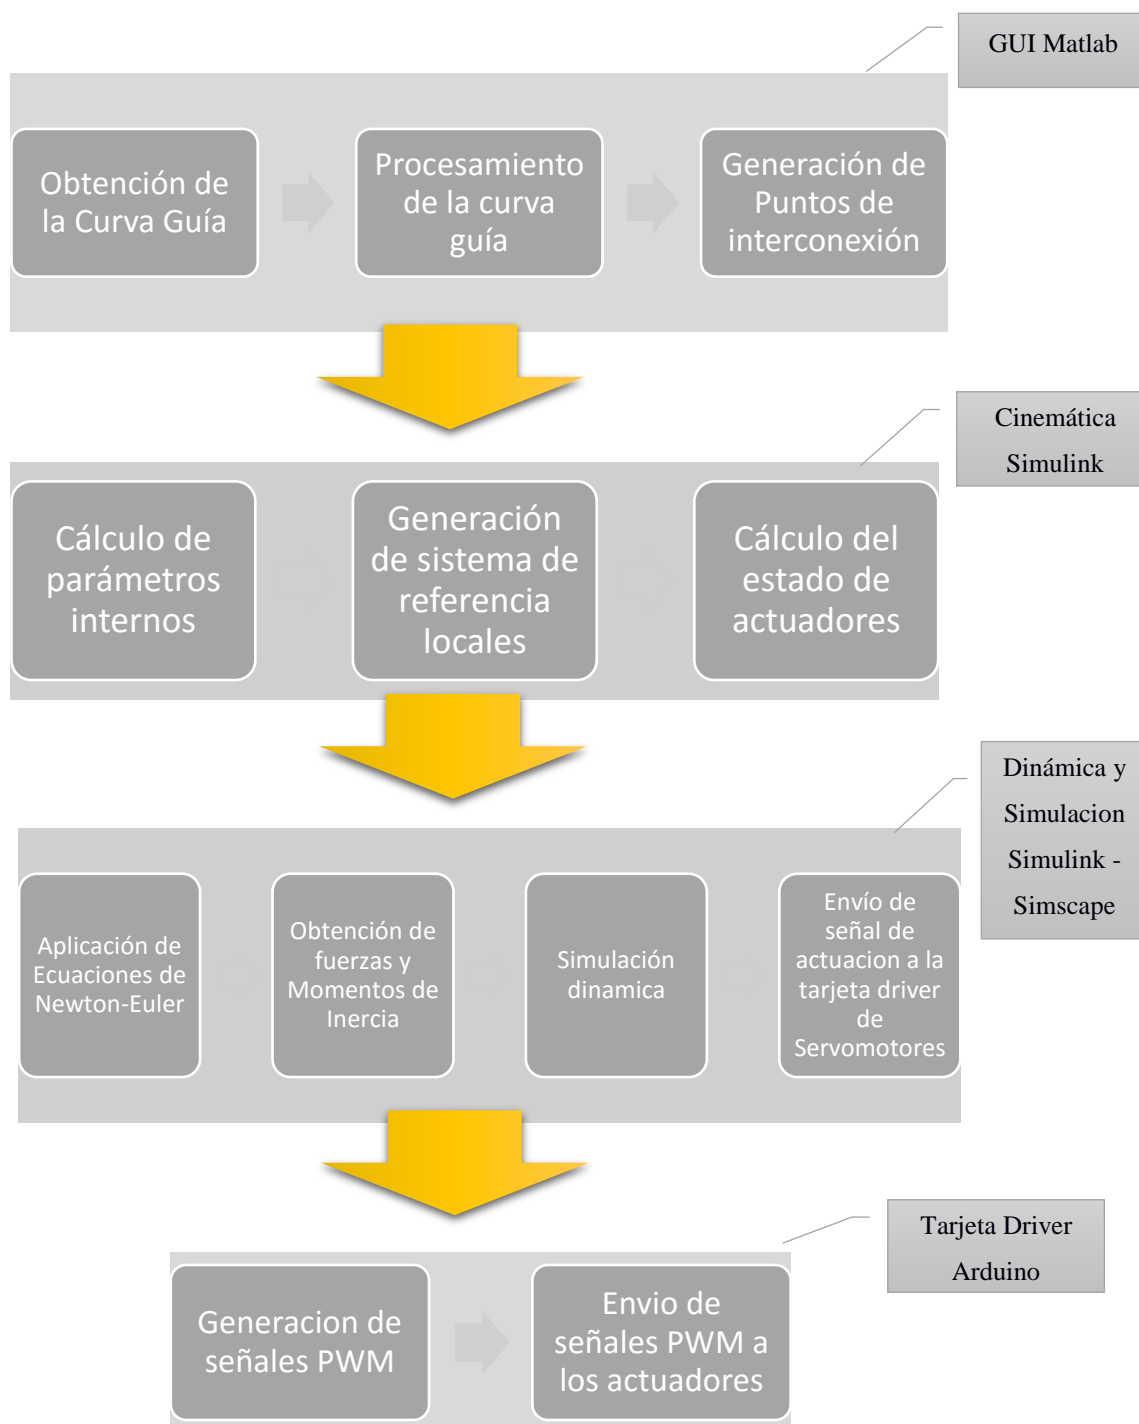 GUI Matlab
Obtención de
la Curva Guía
Procesamiento
de la curva
guía
Generación de
Puntos de
interconexión
Cinemática
Simulink
Cálculo de
parámetros
internos
Generación
de sistema de
referencia
locales
Cálculo del
estado de
actuadores
Dinámica y
Simulacion
Simulink -
Simscape
Aplicación de
Ecuaciones de
Newton-Euler
Obtención de
fuerzas y
Momentos de
Inercia
Simulación
dinamica
Envío de
señal de
actuacion a la
tarjeta driver
de
Servomotores
Tarjeta Driver
Arduino
Generacion de
señales PWM
Envio de
señales PWM a
los actuadores